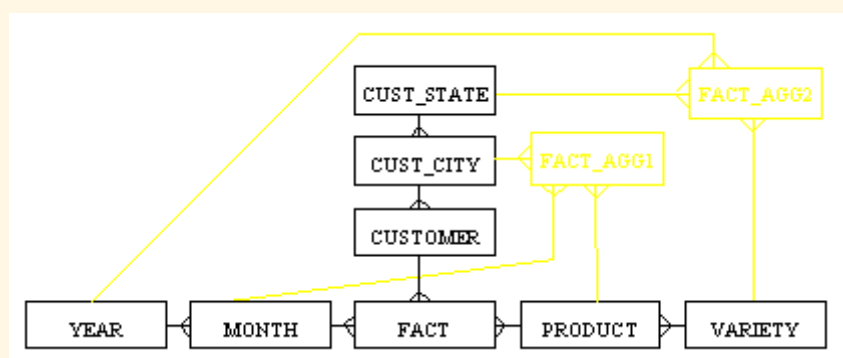 CUST_STATE
FACT_AGG2
CUST_CITY
FACT_AGG1
CUSTOMER
YEAR
MONTH
FACT
PRODUCT
VARIETY